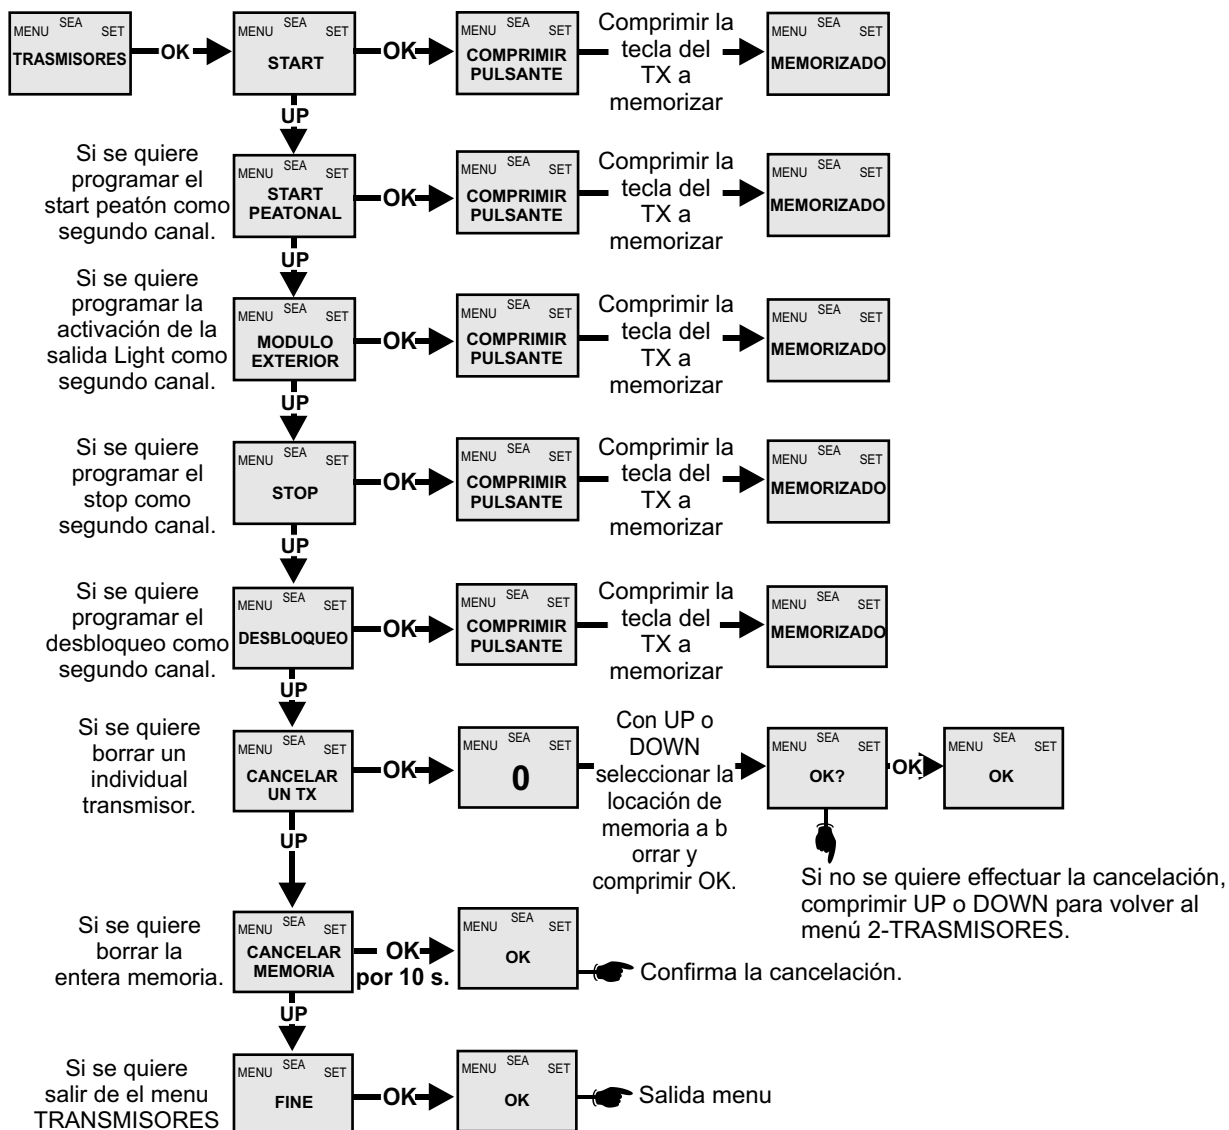 MENU SEA SET
TRASMISORES
OK
MENU SEA SET
START
OK
MENU SEA SET
COMPRIMIR
PULSANTE
Comprimir la
tecla del
TX a
memorizar
MENU SEA SET
MEMORIZADO
UP
Si se quiere
programar el
start peatón como
segundo canal.
MENU SEA SET
START
PEATONAL
OK
MENU SEA SET
COMPRIMIR
PULSANTE
Comprimir la
tecla del
TX a
memorizar
MENU SEA SET
MEMORIZADO
UP
Si se quiere
programar la
activación de la
salida Light como
segundo canal.
MENU SEA SET
MODULO
EXTERIOR
OK
MENU SEA SET
COMPRIMIR
PULSANTE
Comprimir la
tecla del
TX a
memorizar
MENU SEA SET
MEMORIZADO
UP
Si se quiere
programar el
stop como
segundo canal.
MENU SEA SET
STOP
OK
MENU SEA SET
COMPRIMIR
PULSANTE
Comprimir la
tecla del
TX a
memorizar
MENU SEA SET
MEMORIZADO
UP
Si se quiere
programar el
desbloqueo como
segundo canal.
MENU SEA SET
DESBLOQUEO
OK
MENU SEA SET
COMPRIMIR
PULSANTE
Comprimir la
tecla del
TX a
memorizar
MENU SEA SET
MEMORIZADO
UP
Si se quiere
borrar un
individual
transmisor.
MENU SEA SET
CANCELAR
UN TX
OK
MENU SEA SET
0
Con UP o
DOWN
seleccionar la
locación de
memoria a b
orrar y
comprimir OK.
MENU SEA SET
OK?
OK
MENU SEA SET
OK
Si no se quiere effectuar la cancelación,
comprimir UP o DOWN para volver al
menú 2-TRASMISORES.
UP
Si se quiere
borrar la
entera memoria.
MENU SEA SET
CANCELAR
MEMORIA
OK
por 10 s.
MENU SEA SET
OK
Confirma la cancelación.
UP
Si se quiere
salir de el menu
TRANSMISORES
MENU SEA SET
FINE
OK
MENU SEA SET
OK
Salida menu